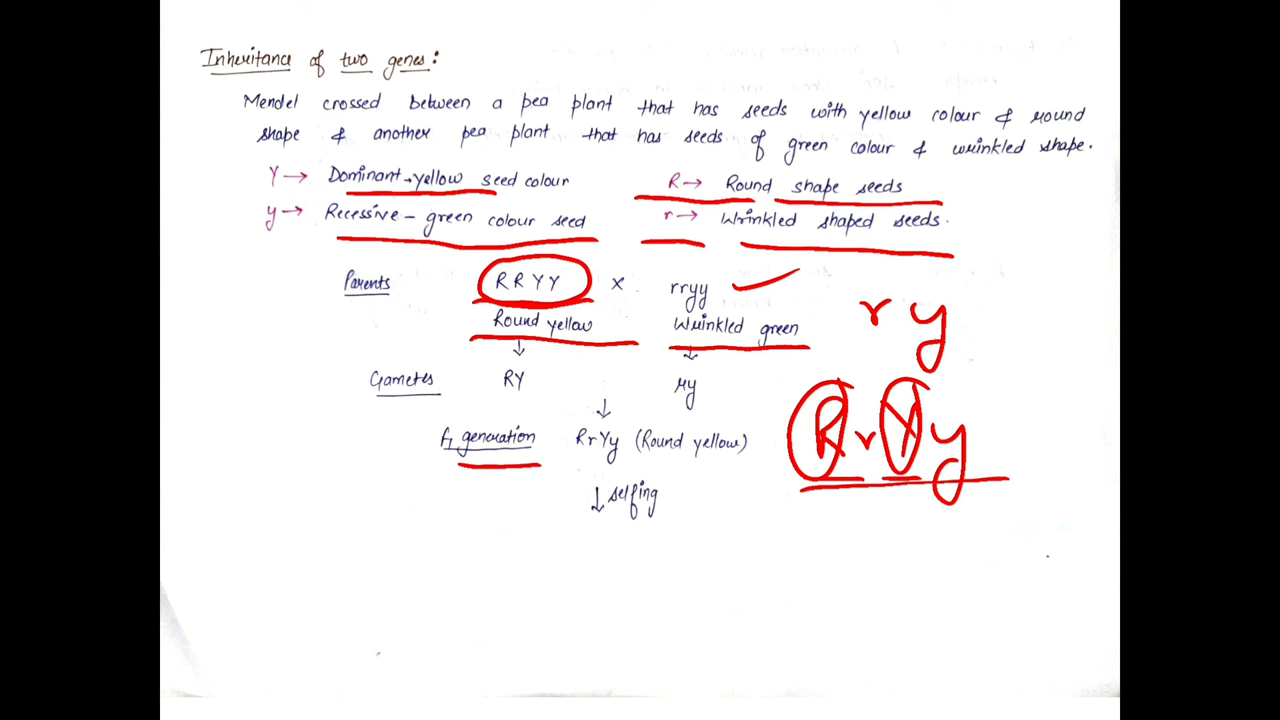 Inheritance of two genes:
Mendel crossed between a pea plant that has seeds with yellow colour & round
shape & another pea plant that has seeds of green colour & wrinkled shape.
Y → Dominant - yellow seed colour R → Round shape seeds
y → Recessive - green colour seed r → Wrinkled shaped seeds.
Parents RRYY x rryy
Round yellow Wrinkled green
↓ ↓
r y
Gametes RY ry
↓
F1 generation RrYy (Round yellow) RrYy
↓ selfing